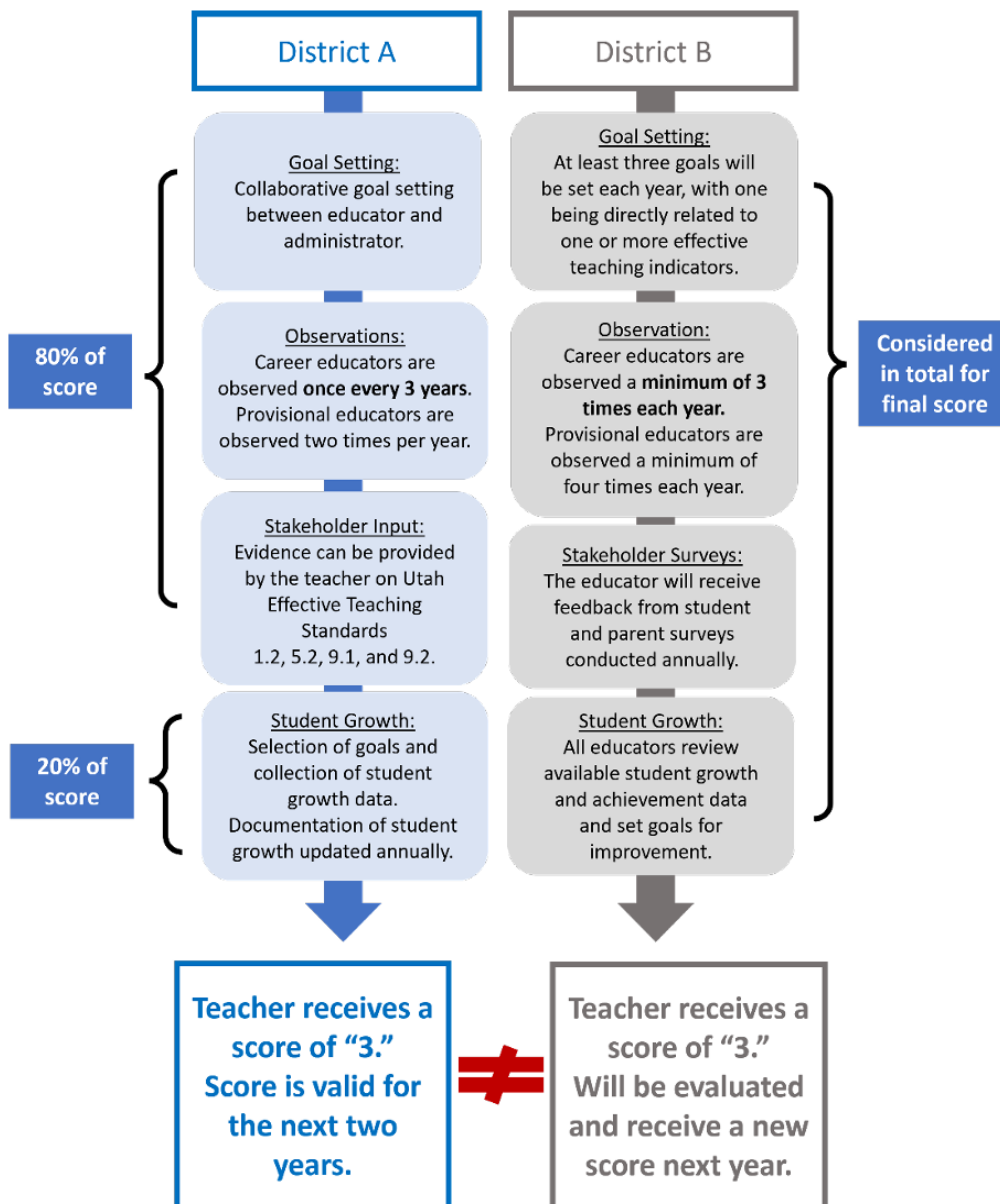 District A
Goal Setting:
Collaborative goal setting
between educator and
administrator.
Observations:
Career educators are
observed once every 3 years.
Provisional educators are
observed two times per year.
Stakeholder Input:
Evidence can be provided
by the teacher on Utah
Effective Teaching
Standards
1.2, 5.2, 9.1, and 9.2.
80% of
score
Student Growth:
Selection of goals and
collection of student
growth data.
Documentation of student
growth updated annually.
20% of
score
Teacher receives a
score of “3.”
Score is valid for
the next two
years.
≠
District B
Goal Setting:
At least three goals will
be set each year, with one
being directly related to
one or more effective
teaching indicators.
Observation:
Career educators are
observed a minimum of 3
times each year.
Provisional educators are
observed a minimum of
four times each year.
Stakeholder Surveys:
The educator will receive
feedback from student
and parent surveys
conducted annually.
Student Growth:
All educators review
available student growth
and achievement data
and set goals for
improvement.
Considered
in total for
final score
Teacher receives a
score of “3.”
Will be evaluated
and receive a new
score next year.